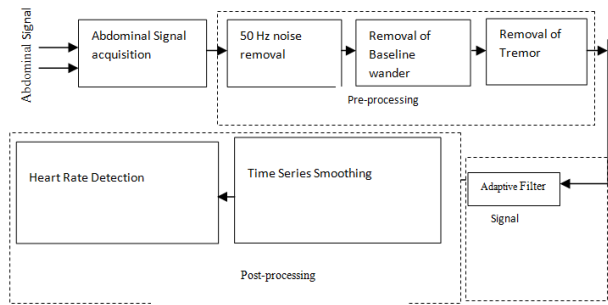 Abdominal Signal
Abdominal Signal
acquisition
50 Hz noise
removal
Removal of
Baseline
wander
Removal of
Tremor
Pre-processing
Heart Rate Detection
Time Series Smoothing
Adaptive Filter
Signal
Post-processing